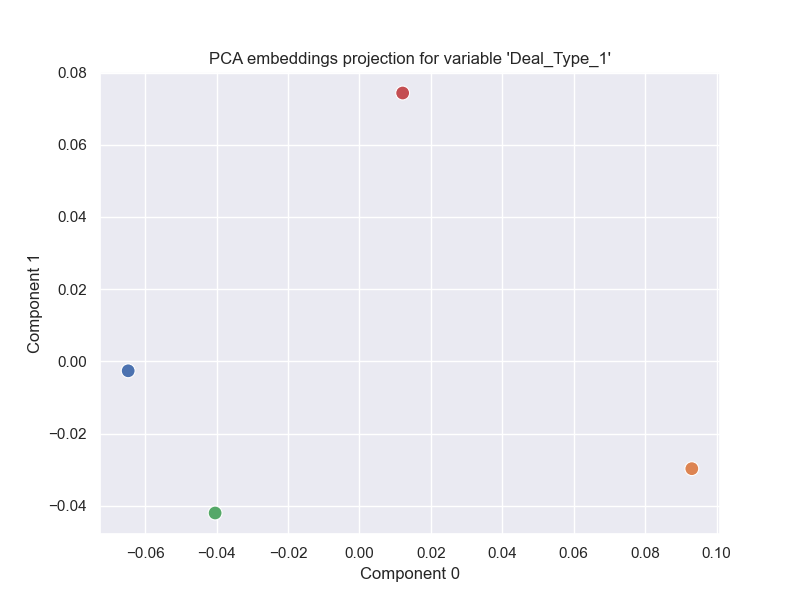 PCA embeddings projection for variable 'Deal_Type_1'
0.08
0.06
0.04
0.02
0.00
−0.02
−0.04
Component 1
−0.06 −0.04 −0.02 0.00 0.02 0.04 0.06 0.08 0.10
Component 0